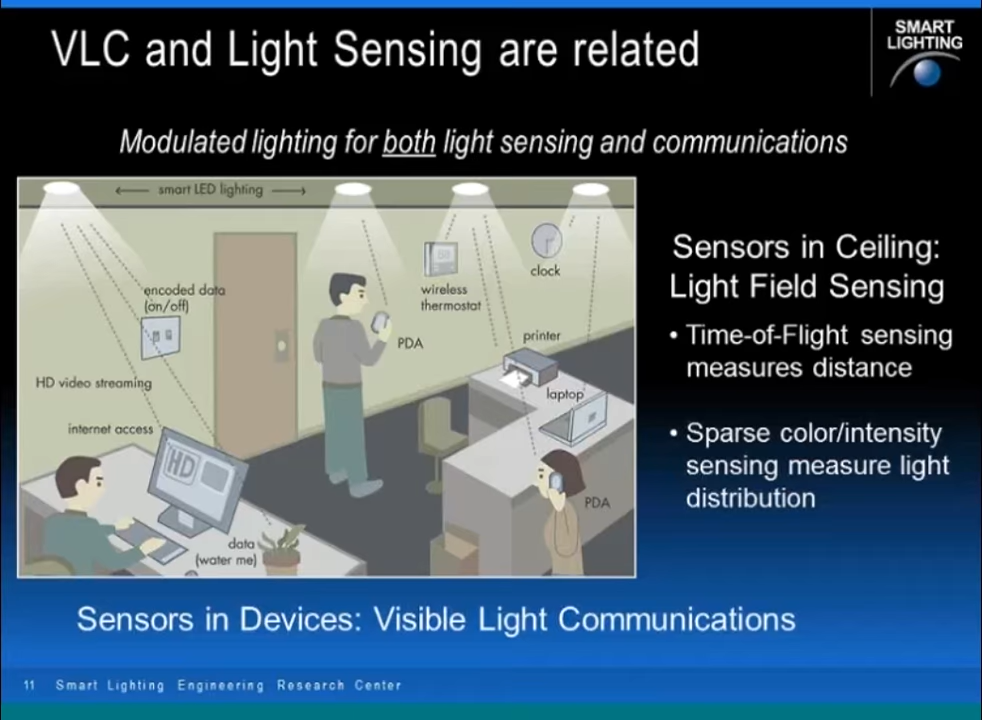 VLC and Light Sensing are related
SMART
LIGHTING
Modulated lighting for both light sensing and communications
smart LED lighting
encoded data
(on/off)
HD video streaming
internet access
HD
data
(water me)
PDA
wireless
thermostat
clock
printer
laptop
PDA
Sensors in Ceiling:
Light Field Sensing
• Time-of-Flight sensing
measures distance
• Sparse color/intensity
sensing measure light
distribution
Sensors in Devices: Visible Light Communications
11 Smart Lighting Engineering Research Center